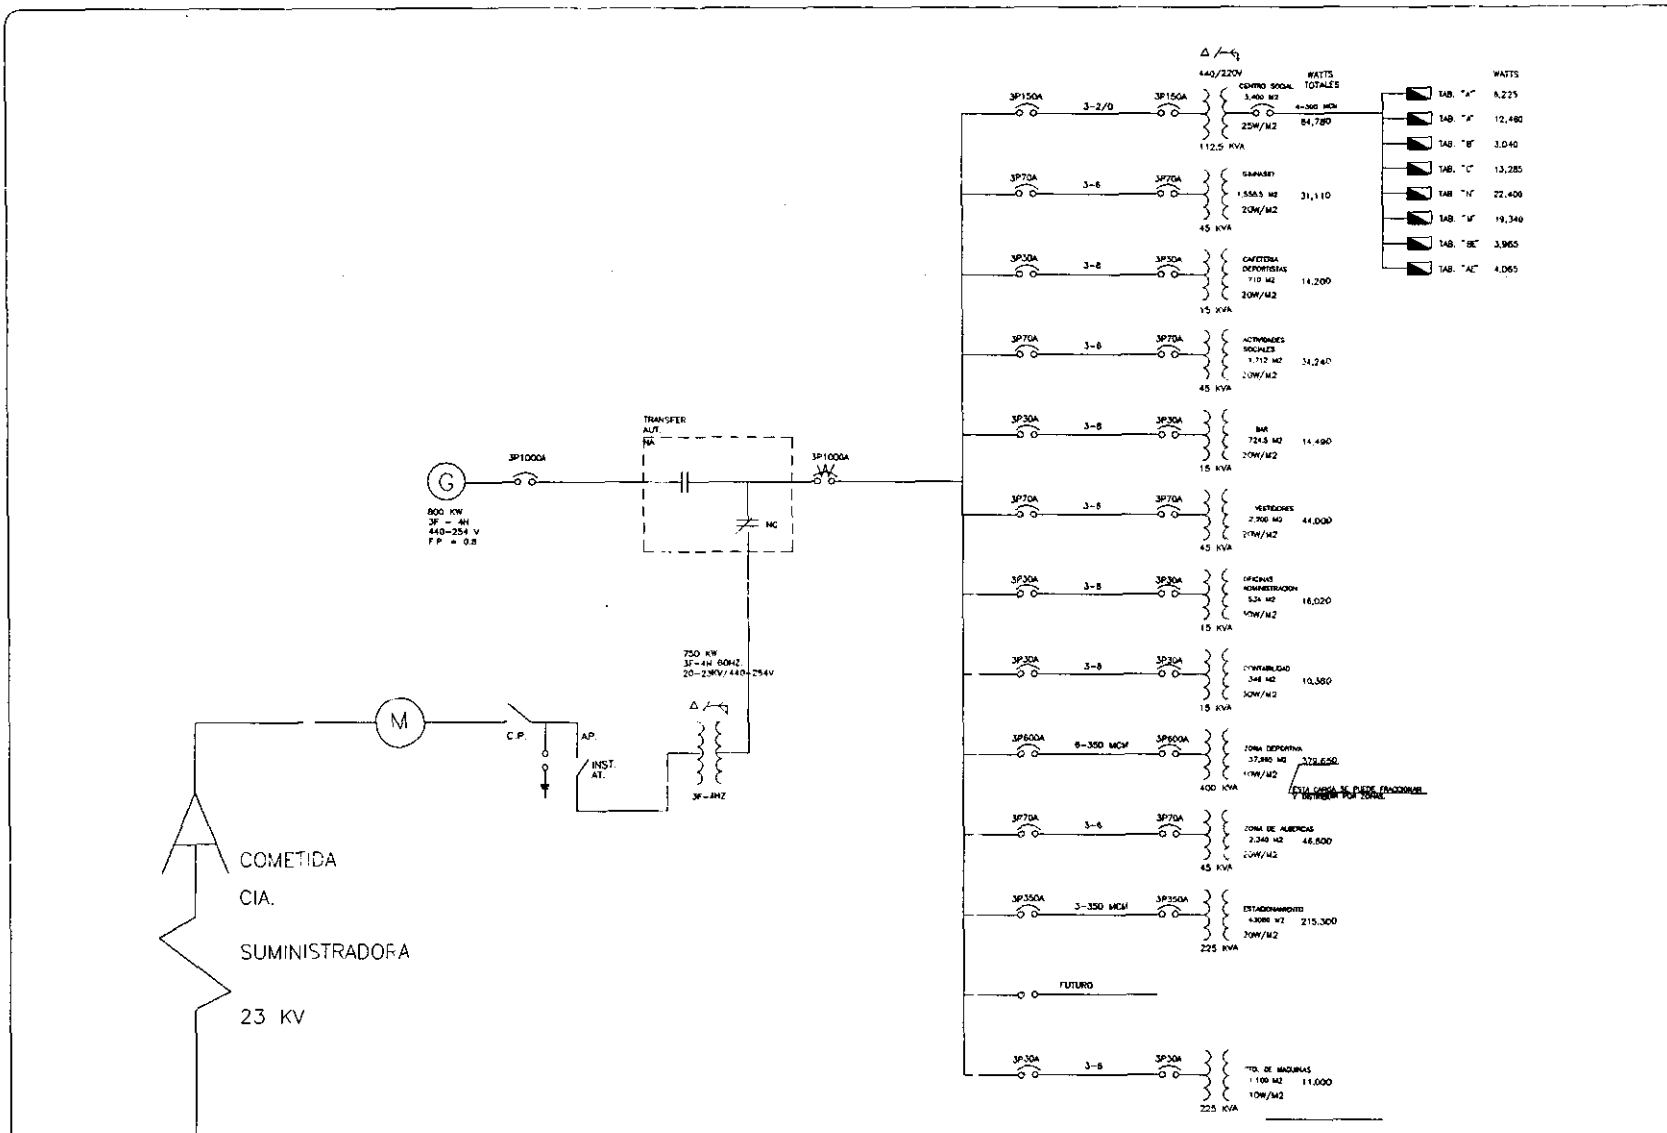 440/220V
WATTS
CENTRO SOCIAL
TOTALES
WATTS
3P150A
3-2/0
3P150A
3,400 M2
4-300 MCM
25W/M2
84,780
112.5 KVA
TAB.
TAB. "A"
12,460
TAB. "B"
3,040
TAB. "C"
13,285
TAB. "N"
22,400
TAB. "M"
19,340
TAB. "BE"
3,965
TAB. "AE"
4,065
3P70A
3-6
3P70A
GIMNASIO
M2
31,110
20W/M2
45 KVA
3P30A
3-8
3P30A
CAFETERIA
DEPORTISTAS
710 M2
14,200
20W/M2
15 KVA
3P70A
3-6
3P70A
ACTIVIDADES
SOCIALES
1,712 M2
34,240
20W/M2
45 KVA
3P30A
3-8
3P30A
BAR
724.5 M2
14,490
20W/M2
15 KVA
3P70A
3-6
3P70A
VESTIDORES
2,200 M2
44,000
20W/M2
45 KVA
3P30A
3-8
3P30A
OFICINAS
ADMINISTRACION
534 M2
16,020
30W/M2
15 KVA
3P30A
3-8
3P30A
CONTABILIDAD
346 M2
10,380
30W/M2
15 KVA
3P600A
6-350 MCM
3P600A
ZONA DEPORTIVA
M2
379,650
10W/M2
400 KVA
ESTA CARGA SE PUEDE FRACCIONAR
Y DISTRIBUIR POR ZONAS.
3P70A
3-6
3P70A
ZONA DE ALBERCAS
2,340 M2
46,800
20W/M2
45 KVA
3P350A
3-350 MCM
3P350A
ESTACIONAMIENTO
M2
215,300
225 KVA
FUTURO
3P30A
3-8
3P30A
DE MAQUINAS
1 100 M2
11,000
10W/M2
225 KVA
TRANSFER
AUT.
NA
3P1000A
3P1000A
G
NC
800 KW
3F - 4H
440-254 V
F.P. = 0.8
750 KW
3F-4H 60HZ.
20-23KV/440-254V
M
C.P.
AP.
INST.
AT.
3F-4HZ
COMETIDA
CIA.
SUMINISTRADORA
23 KV